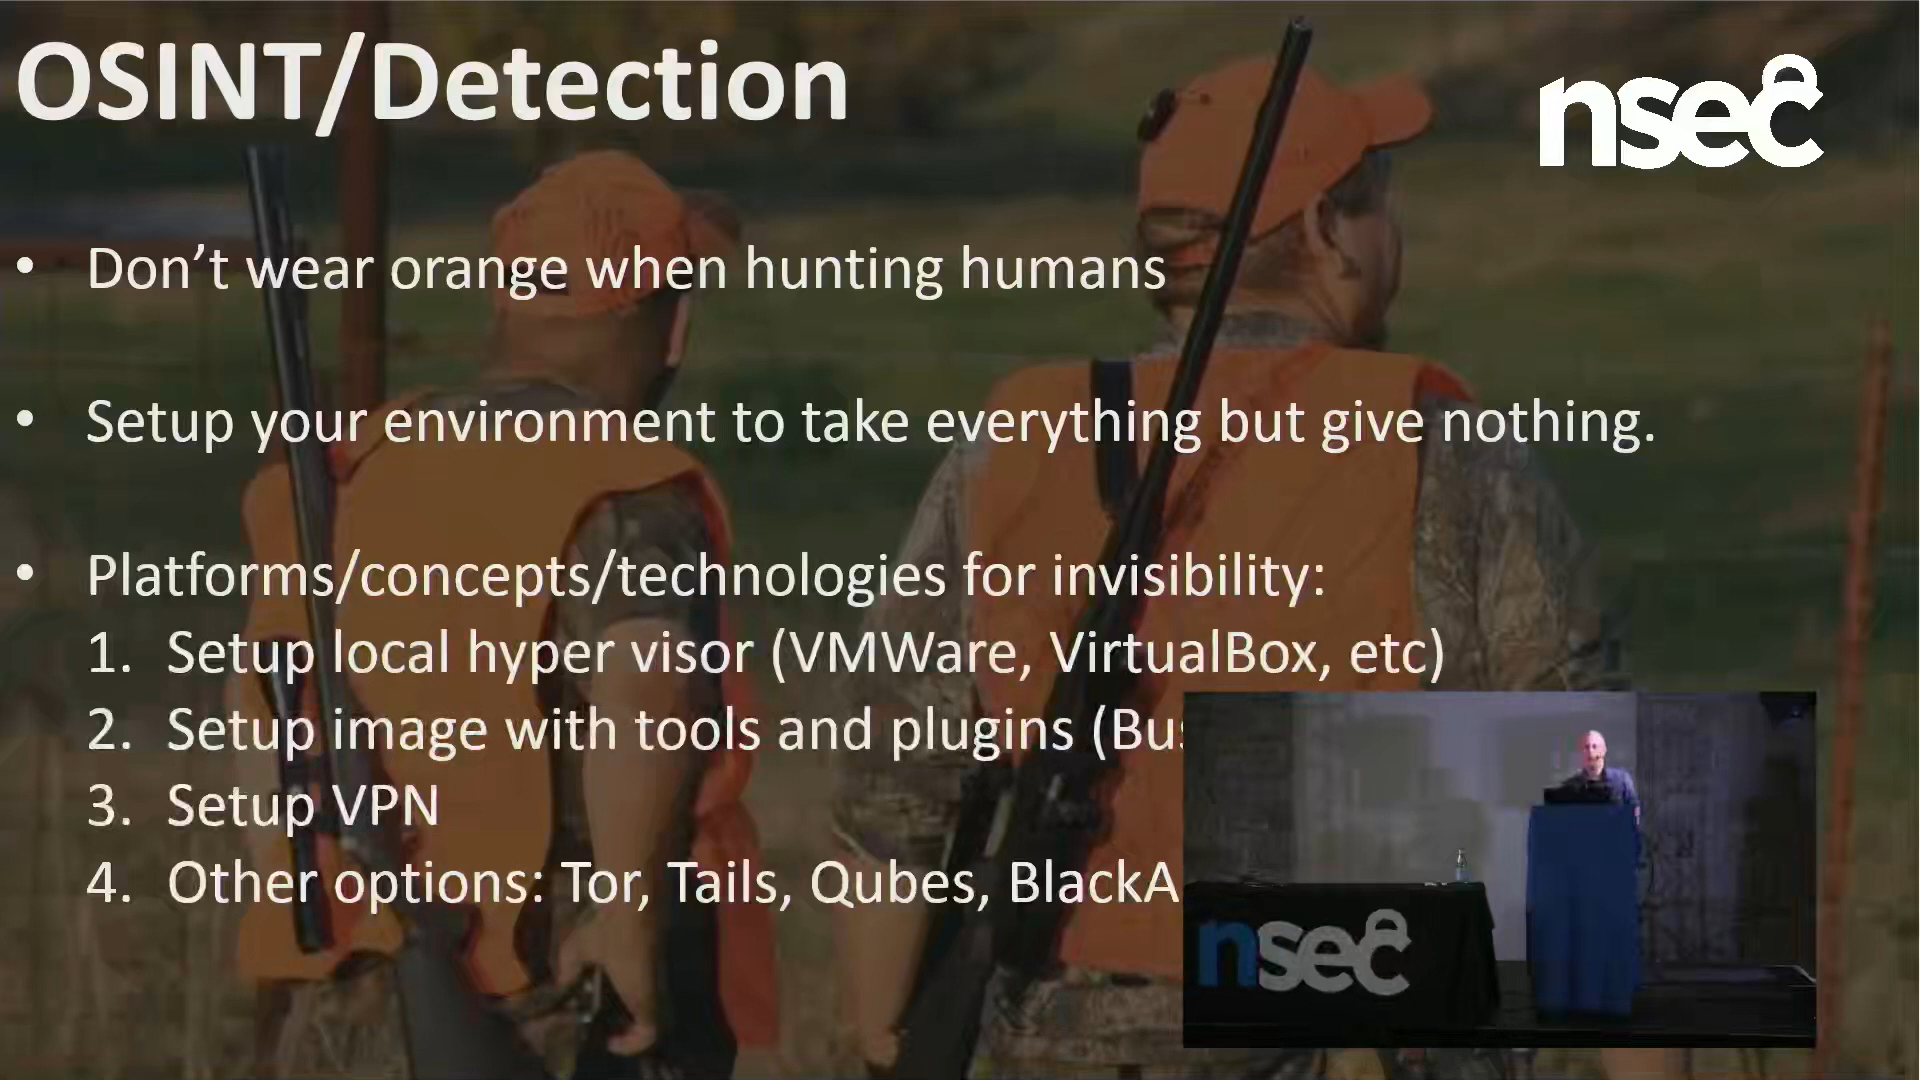 OSINT/Detection
nsec
• Don’t wear orange when hunting humans
• Setup your environment to take everything but give nothing.
• Platforms/concepts/technologies for invisibility:
1. Setup local hyper visor (VMWare, VirtualBox, etc)
2. Setup image with tools and plugins
3. Setup VPN
4. Other options: Tor, Tails, Qubes,
nsec